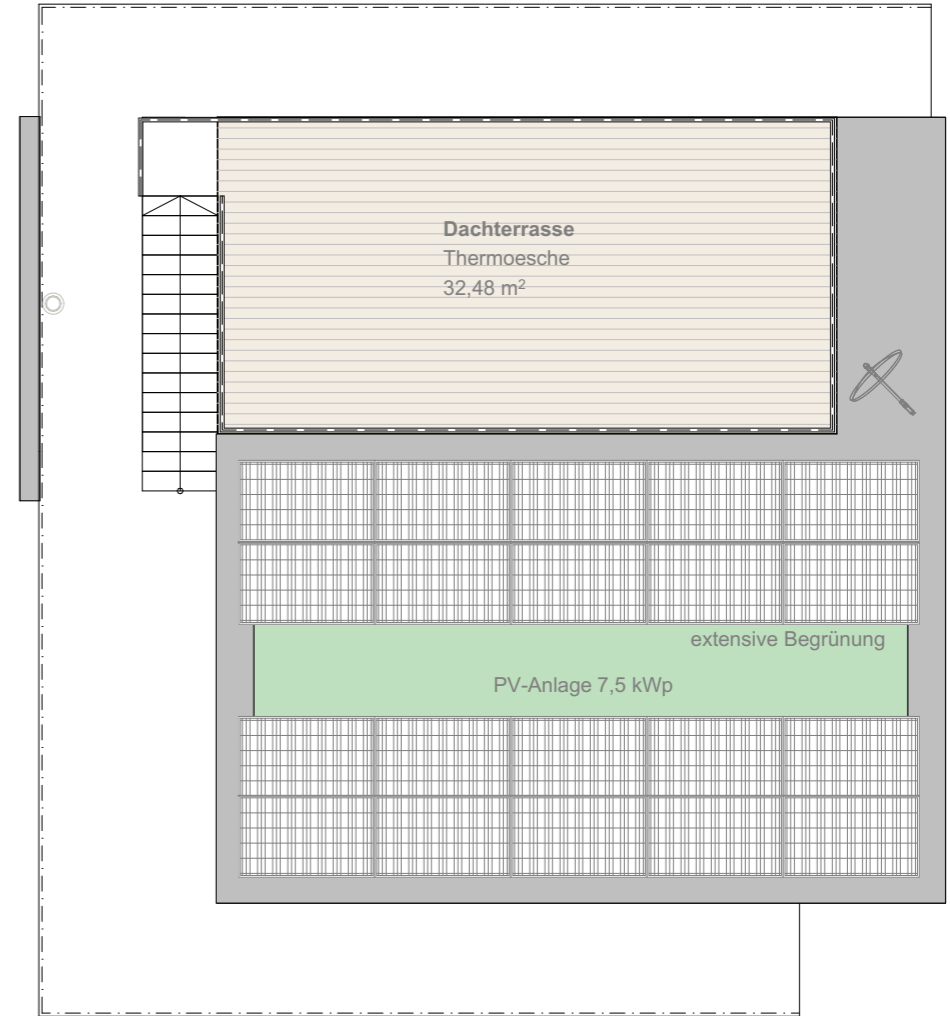 Dachterrasse
Thermoesche
32,48 m²
extensive Begrünung
PV-Anlage 7,5 kWp